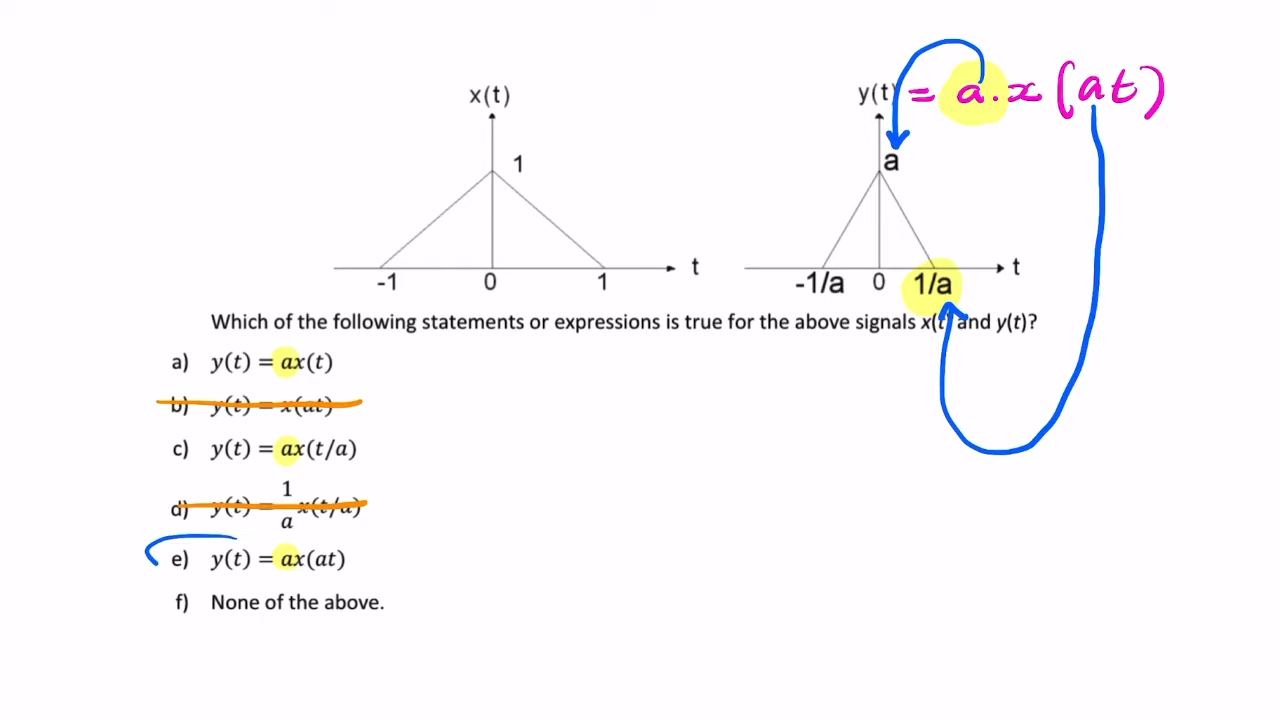 x(t)
1
-1 0 1 t
y(t) = a.x(at)
a
-1/a 0 1/a t
Which of the following statements or expressions is true for the above signals x(t) and y(t)?
a) y(t) = ax(t)
b) y(t) = x(at)
c) y(t) = ax(t/a)
d) y(t) = 1/a x(t/a)
e) y(t) = ax(at)
f) None of the above.